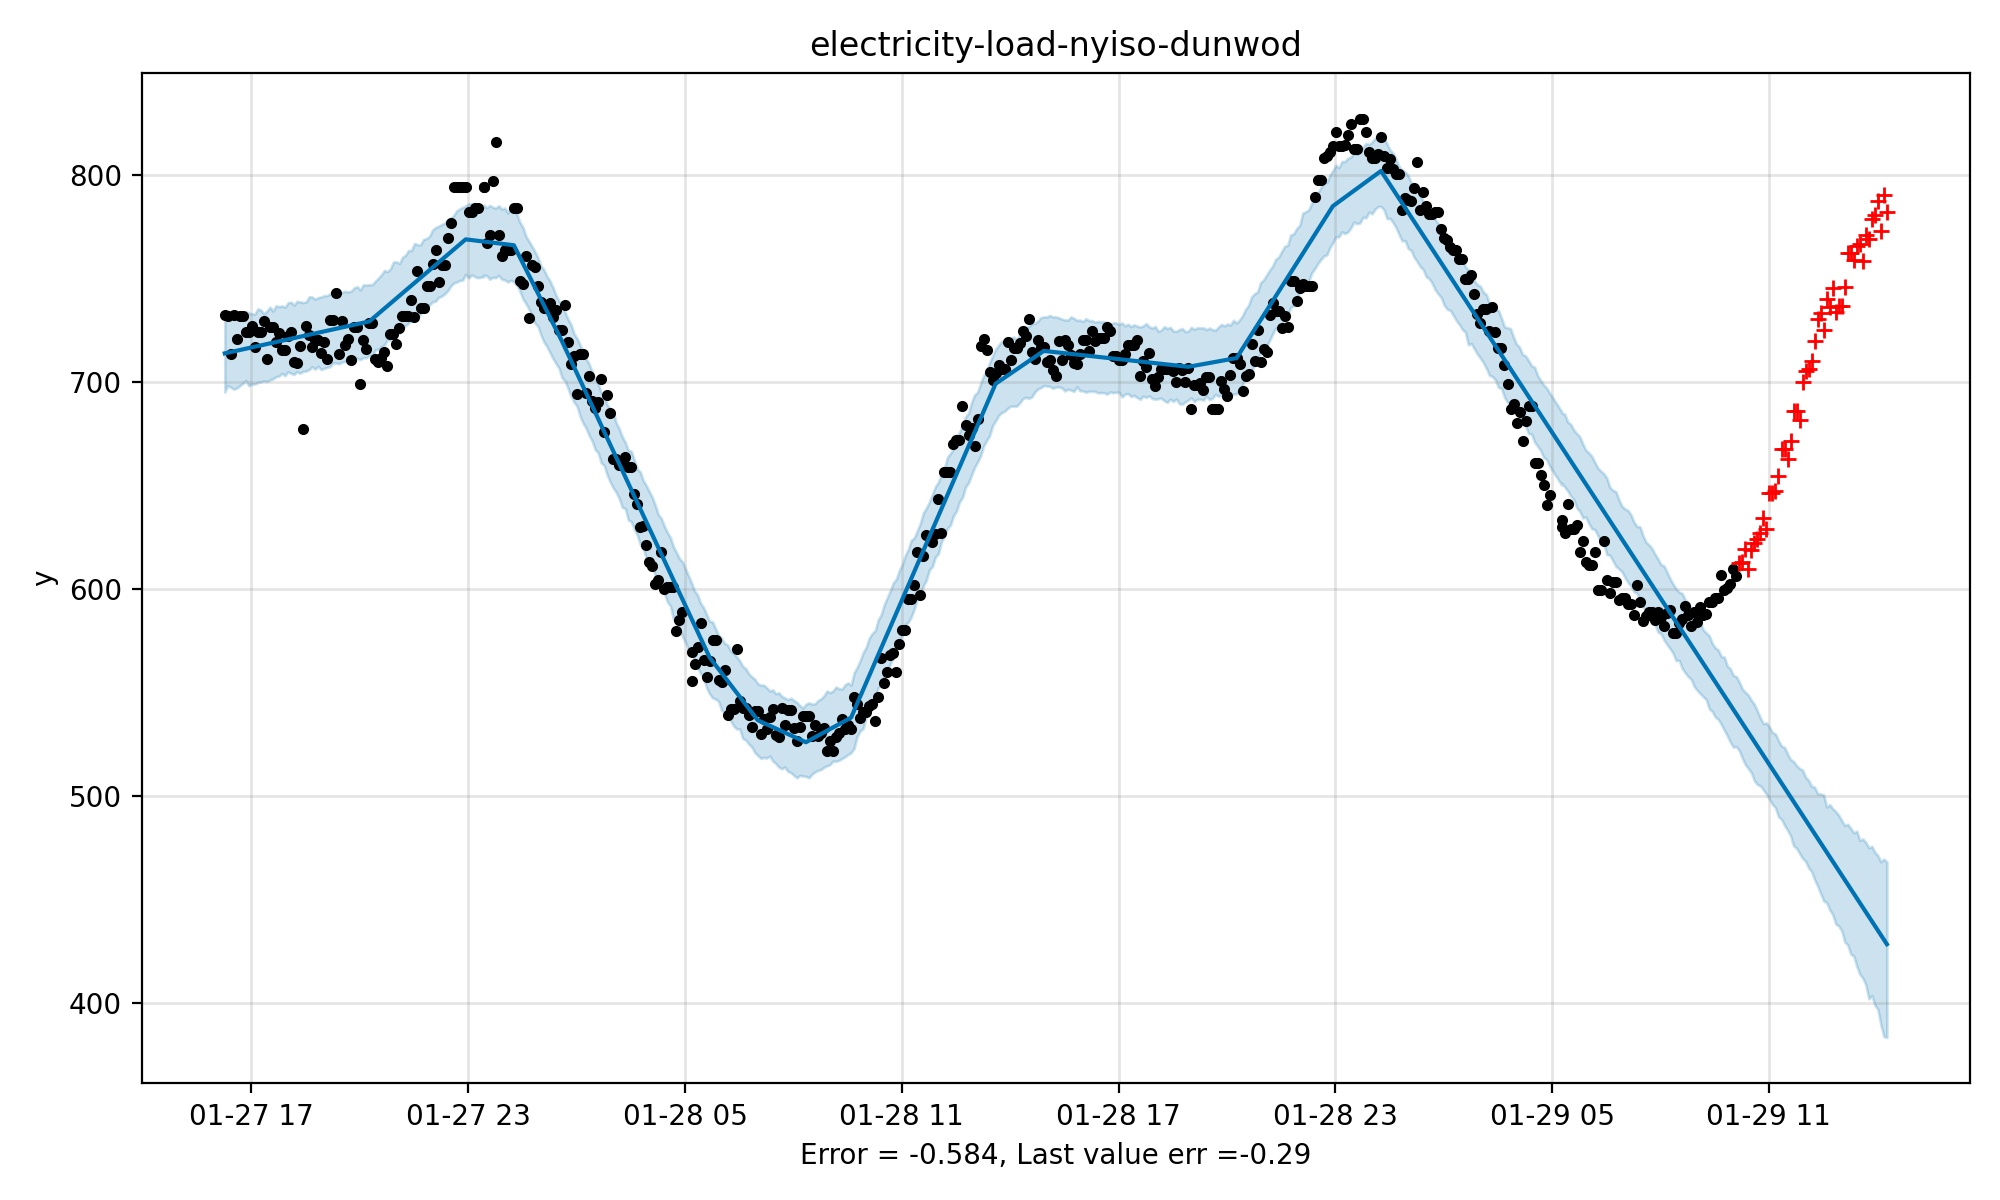 electricity-load-nyiso-dunwod
y
800
700
600
500
400
01-27 17 01-27 23 01-28 05 01-28 11 01-28 17 01-28 23 01-29 05 01-29 11
Error = -0.584, Last value err =-0.29